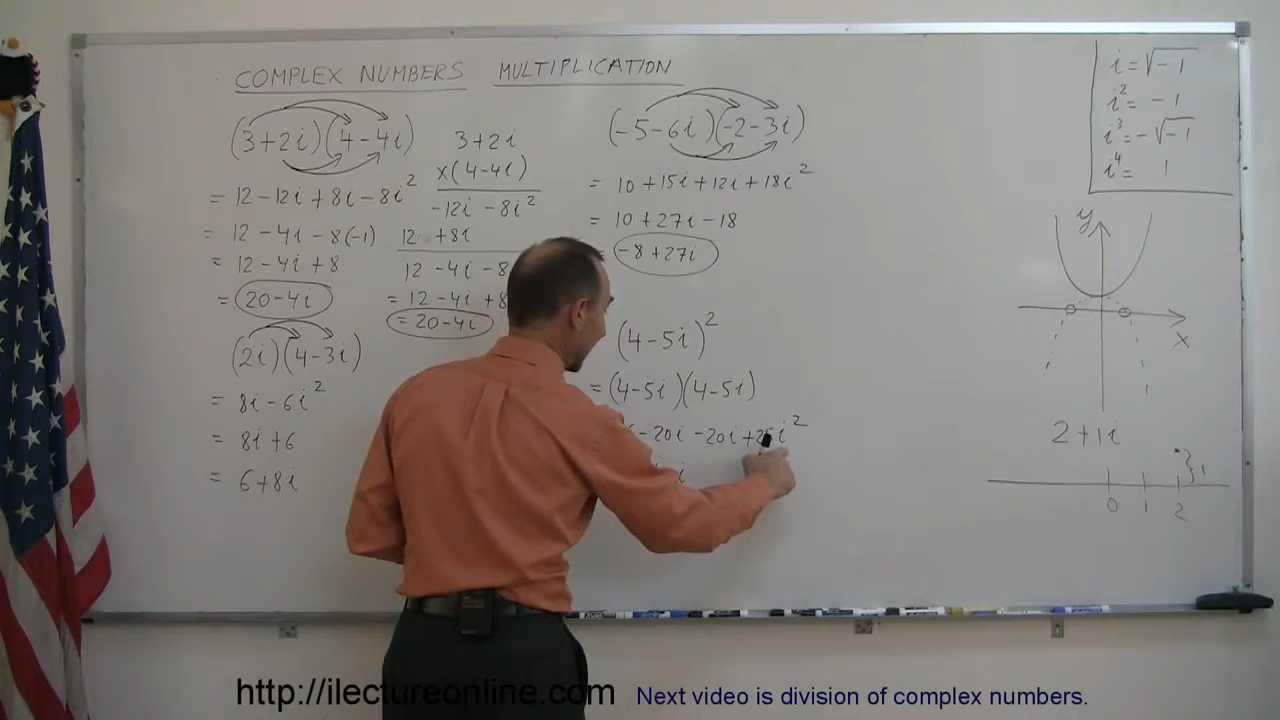 COMPLEX NUMBERS MULTIPLICATION
(3+2i)(4-4i)
= 12-12i+8i-8i²
= 12-4i-8(-1)
= 12-4i+8
= 20-4i
3+2i
×(4-4i)
-12i-8i²
12 +8i
12-4i-8
= 12-4i+8
= 20-4i
(2i)(4-3i)
= 8i-6i²
= 8i+6
= 6+8i
(-5-6i)(-2-3i)
= 10+15i+12i+18i²
= 10+27i-18
-8+27i
(4-5i)²
= (4-5i)(4-5i)
-20i-20i+25i²
i
i=√-1
i²= -1
i³=-√-1
i⁴= 1
y
x
2+1i
}1
0 1 2
http://ilectureonline.com Next video is division of complex numbers.